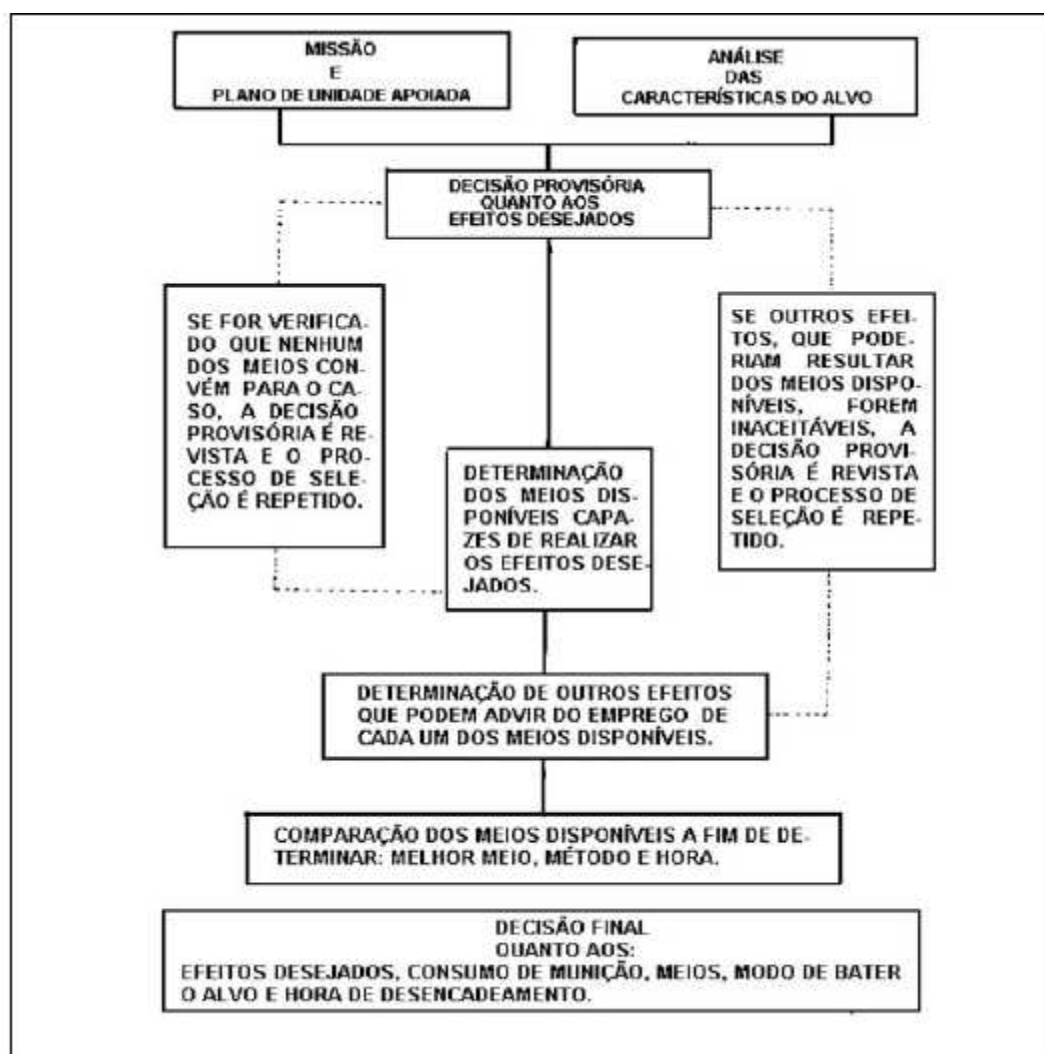 MISSÃO
E
PLANO DE UNIDADE APOIADA
ANÁLISE
DAS
CARACTERÍSTICAS DO ALVO
DECISÃO PROVISÓRIA
QUANTO AOS
EFEITOS DESEJADOS
SE FOR VERIFICA-
DO QUE NENHUM
DOS MEIOS CON-
VÉM PARA O CA-
SO, A DECISÃO
PROVISÓRIA É RE-
VISTA E O PRO-
CESSO DE SELE-
ÇÃO É REPETIDO.
SE OUTROS EFEI-
TOS, QUE PODE-
RIAM RESULTAR
DOS MEIOS DISPO-
NÍVEIS, FOREM
INACEITÁVEIS, A
DECISÃO PROVI-
SÓRIA É REVISTA
E O PROCESSO DE
SELEÇÃO É REPE-
TIDO.
DETERMINAÇÃO
DOS MEIOS DIS-
PONÍVEIS CAPA-
ZES DE REALIZAR
OS EFEITOS DESE-
JADOS.
DETERMINAÇÃO DE OUTROS EFEITOS
QUE PODEM ADVIR DO EMPREGO DE
CADA UM DOS MEIOS DISPONÍVEIS.
COMPARAÇÃO DOS MEIOS DISPONÍVEIS A FIM DE DE-
TERMINAR: MELHOR MEIO, MÉTODO E HORA.
DECISÃO FINAL
QUANTO AOS:
EFEITOS DESEJADOS, CONSUMO DE MUNIÇÃO, MEIOS, MODO DE BATER
O ALVO E HORA DE DESENCADEAMENTO.